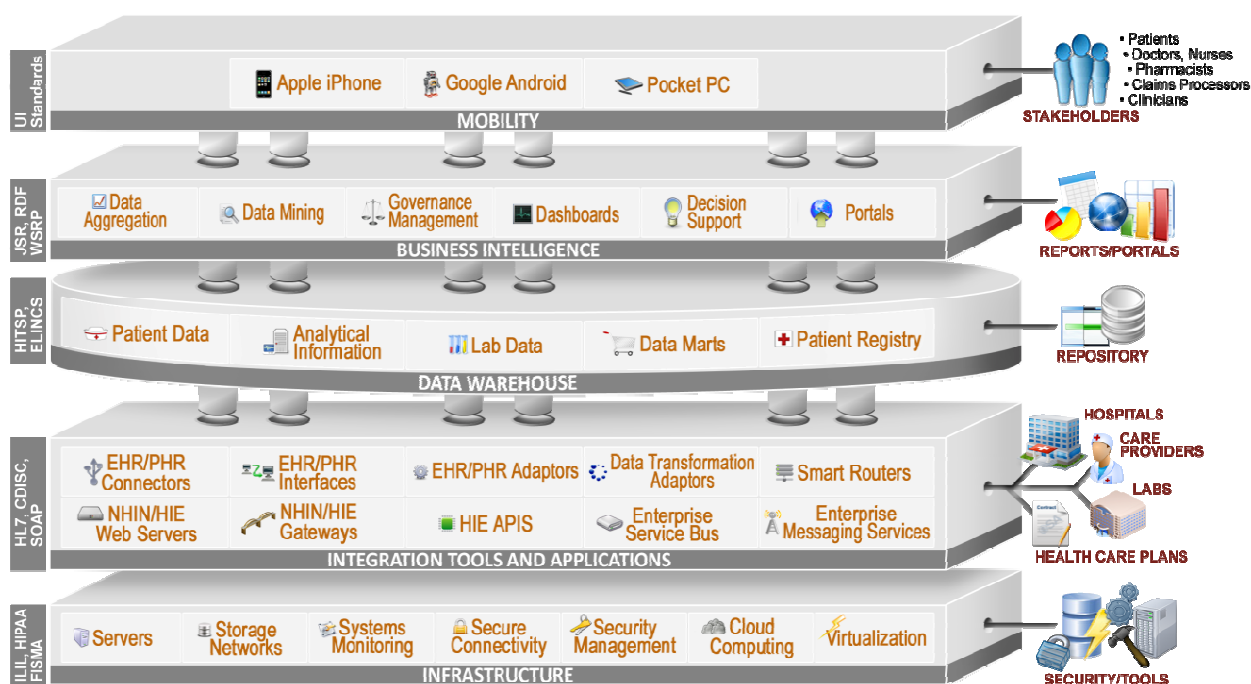 UI
Standards
Apple iPhone
Google Android
Pocket PC
MOBILITY
• Patients
• Doctors, Nurses
• Pharmacists
• Claims Processors
• Clinicians
STAKEHOLDERS
JSR, RDF
WSRP
Data
Aggregation
Data Mining
Governance
Management
Dashboards
Decision
Support
Portals
BUSINESS INTELLIGENCE
REPORTS/PORTALS
HITSP,
ELINCS
Patient Data
Analytical
Information
Lab Data
Data Marts
Patient Registry
DATA WAREHOUSE
REPOSITORY
HL7, CDISC,
SOAP
EHR/PHR
Connectors
EHR/PHR
Interfaces
EHR/PHR Adaptors
Data Transformation
Adaptors
Smart Routers
NHIN/HIE
Web Servers
NHIN/HIE
Gateways
HIE APIS
Enterprise
Service Bus
Enterprise
Messaging Services
INTEGRATION TOOLS AND APPLICATIONS
HOSPITALS
CARE
PROVIDERS
LABS
Contract
HEALTH CARE PLANS
ILIL, HIPAA
FISMA
Servers
Storage
Networks
Systems
Monitoring
Secure
Connectivity
Security
Management
Cloud
Computing
Virtualization
INFRASTRUCTURE
SECURITY/TOOLS